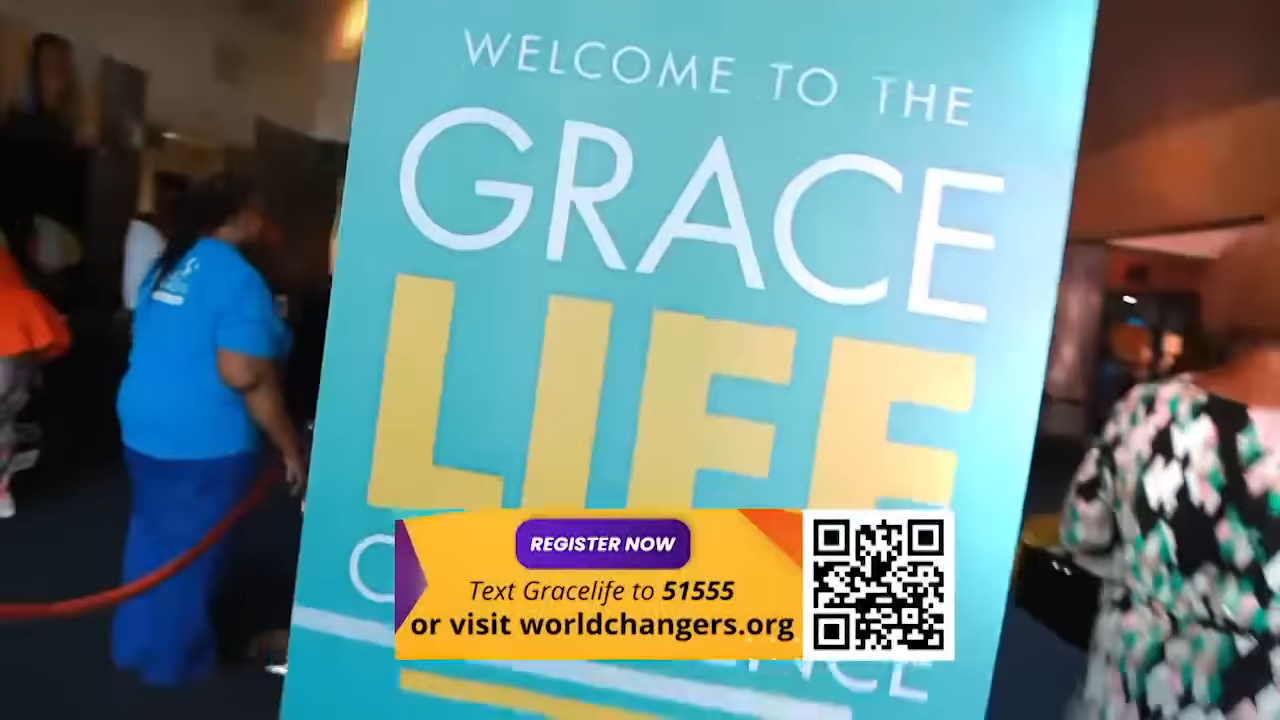 WELCOME TO THE
GRACE
LIFE
REGISTER NOW
Text Gracelife to 51555
or visit worldchangers.org